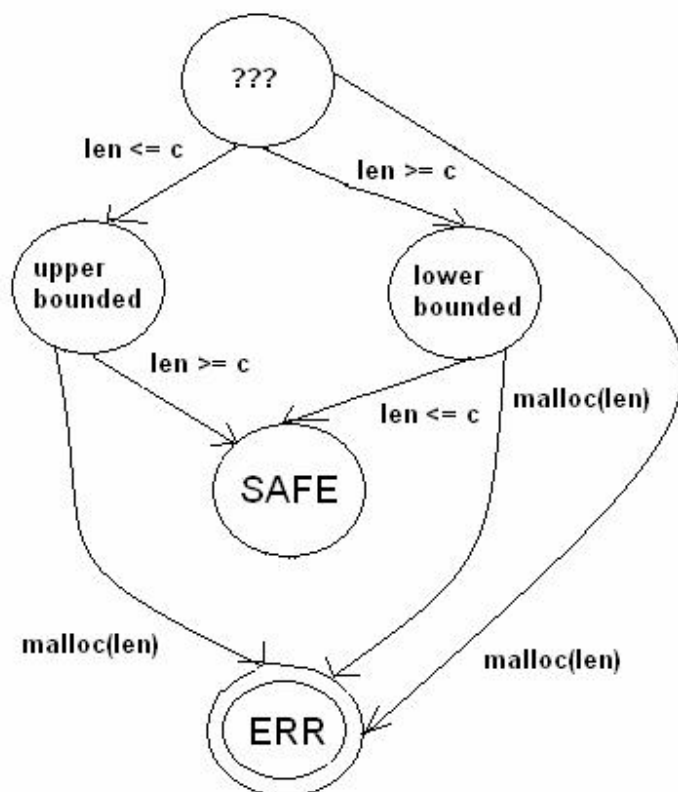 ???
len <= c
len >= c
upper
bounded
lower
bounded
len >= c
len <= c
malloc(len)
SAFE
malloc(len)
malloc(len)
ERR